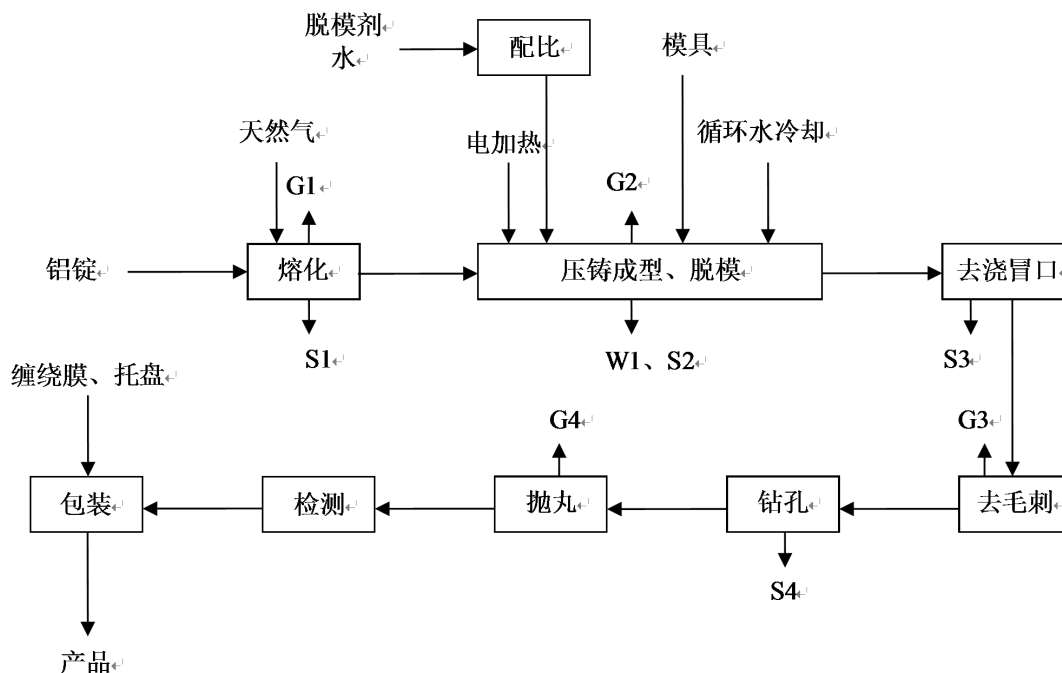 脱模剂
水
配比
模具
天然气
电加热
循环水冷却
G1
G2
铝锭
熔化
压铸成型、脱模
去浇冒口
S1
W1、S2
S3
缠绕膜、托盘
G4
G3
包装
检测
抛丸
钻孔
去毛刺
S4
产品